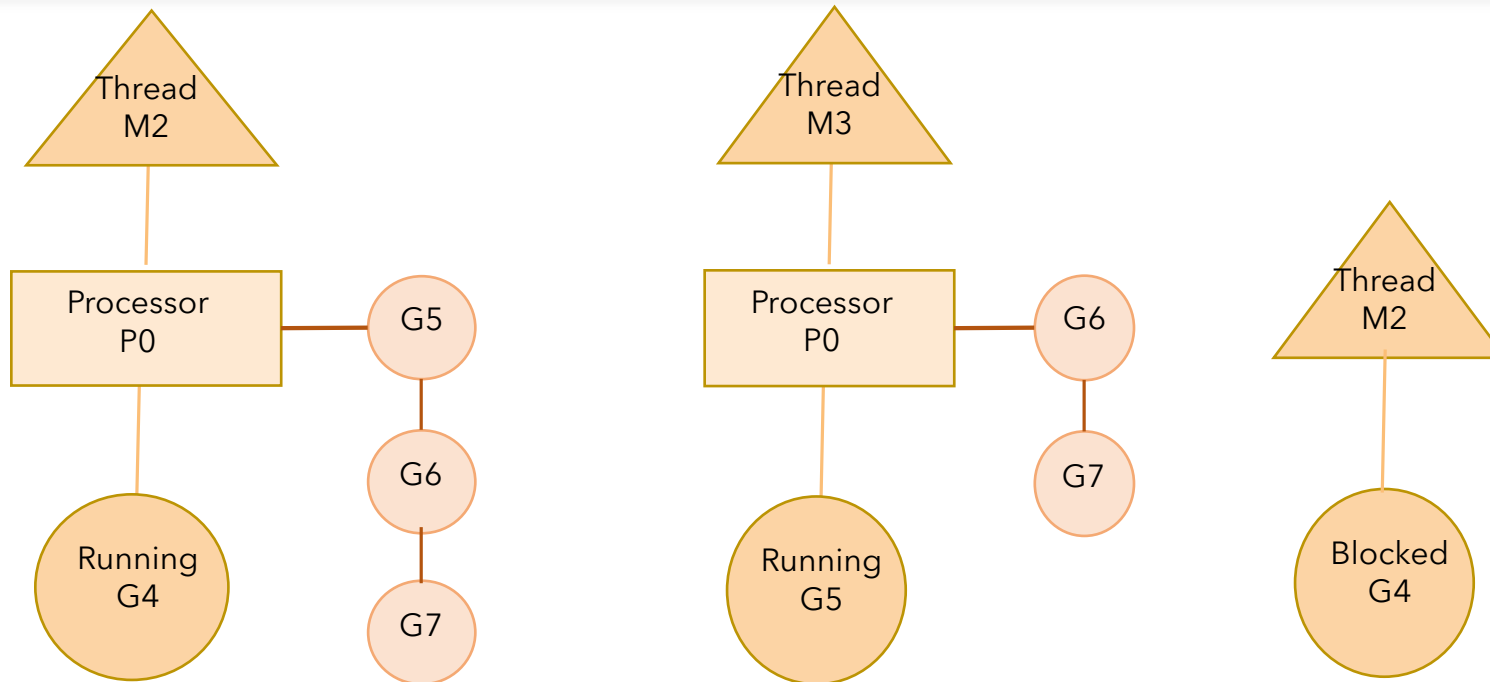 Thread
M2
Processor
P0
G5
G6
G7
Running
G4
Thread
M3
Processor
P0
G6
G7
Running
G5
Thread
M2
Blocked
G4